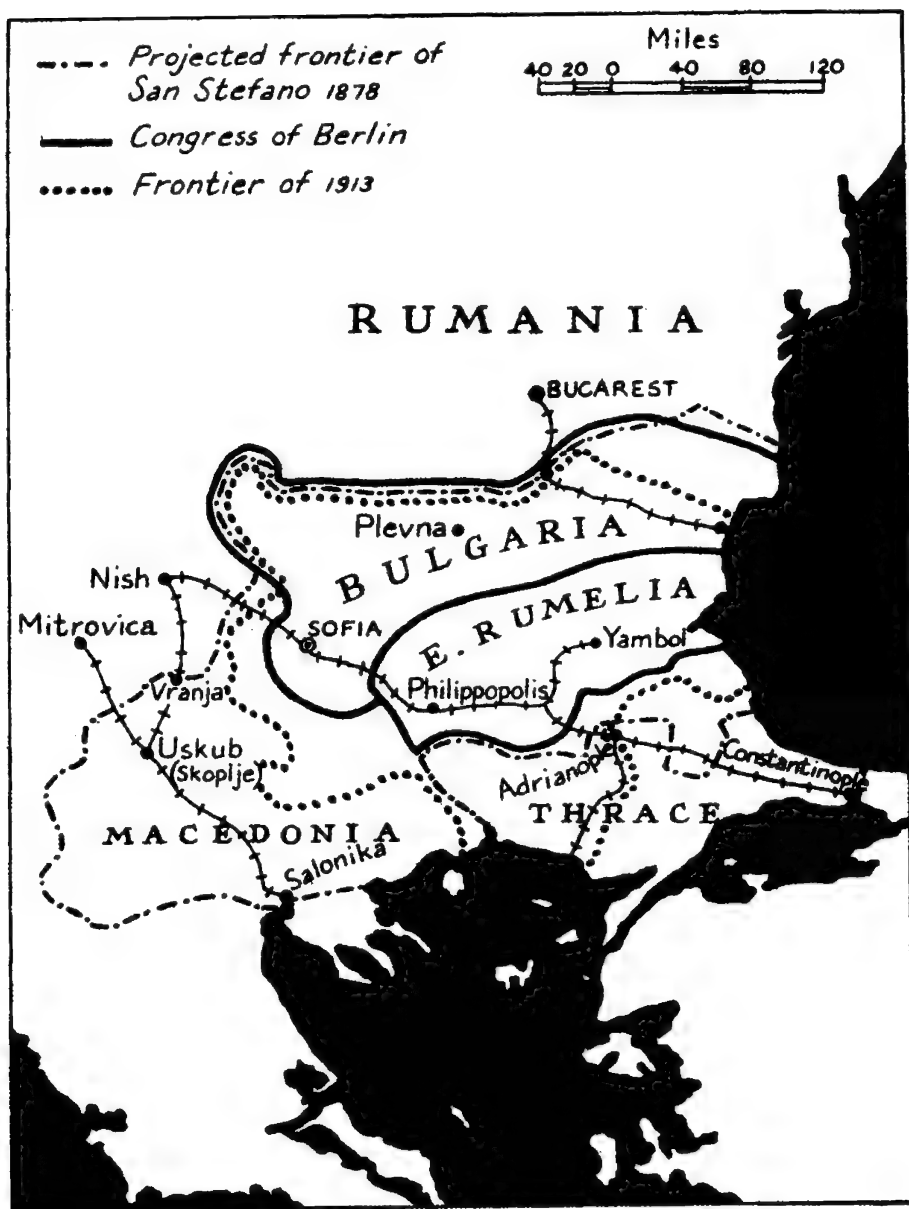 Projected frontier of
San Stefano 1878
Congress of Berlin
Frontier of 1913
Miles
40 20 0 40 80 120
RUMANIA
BUCAREST
Plevna
BULGARIA
Nish
Mitrovica
SOFIA
E. RUMELIA
Yamboi
Vranja
Philippopolis
Uskub
(Skoplje)
Adrianople
Constantinople
THRACE
MACEDONIA
Salonika